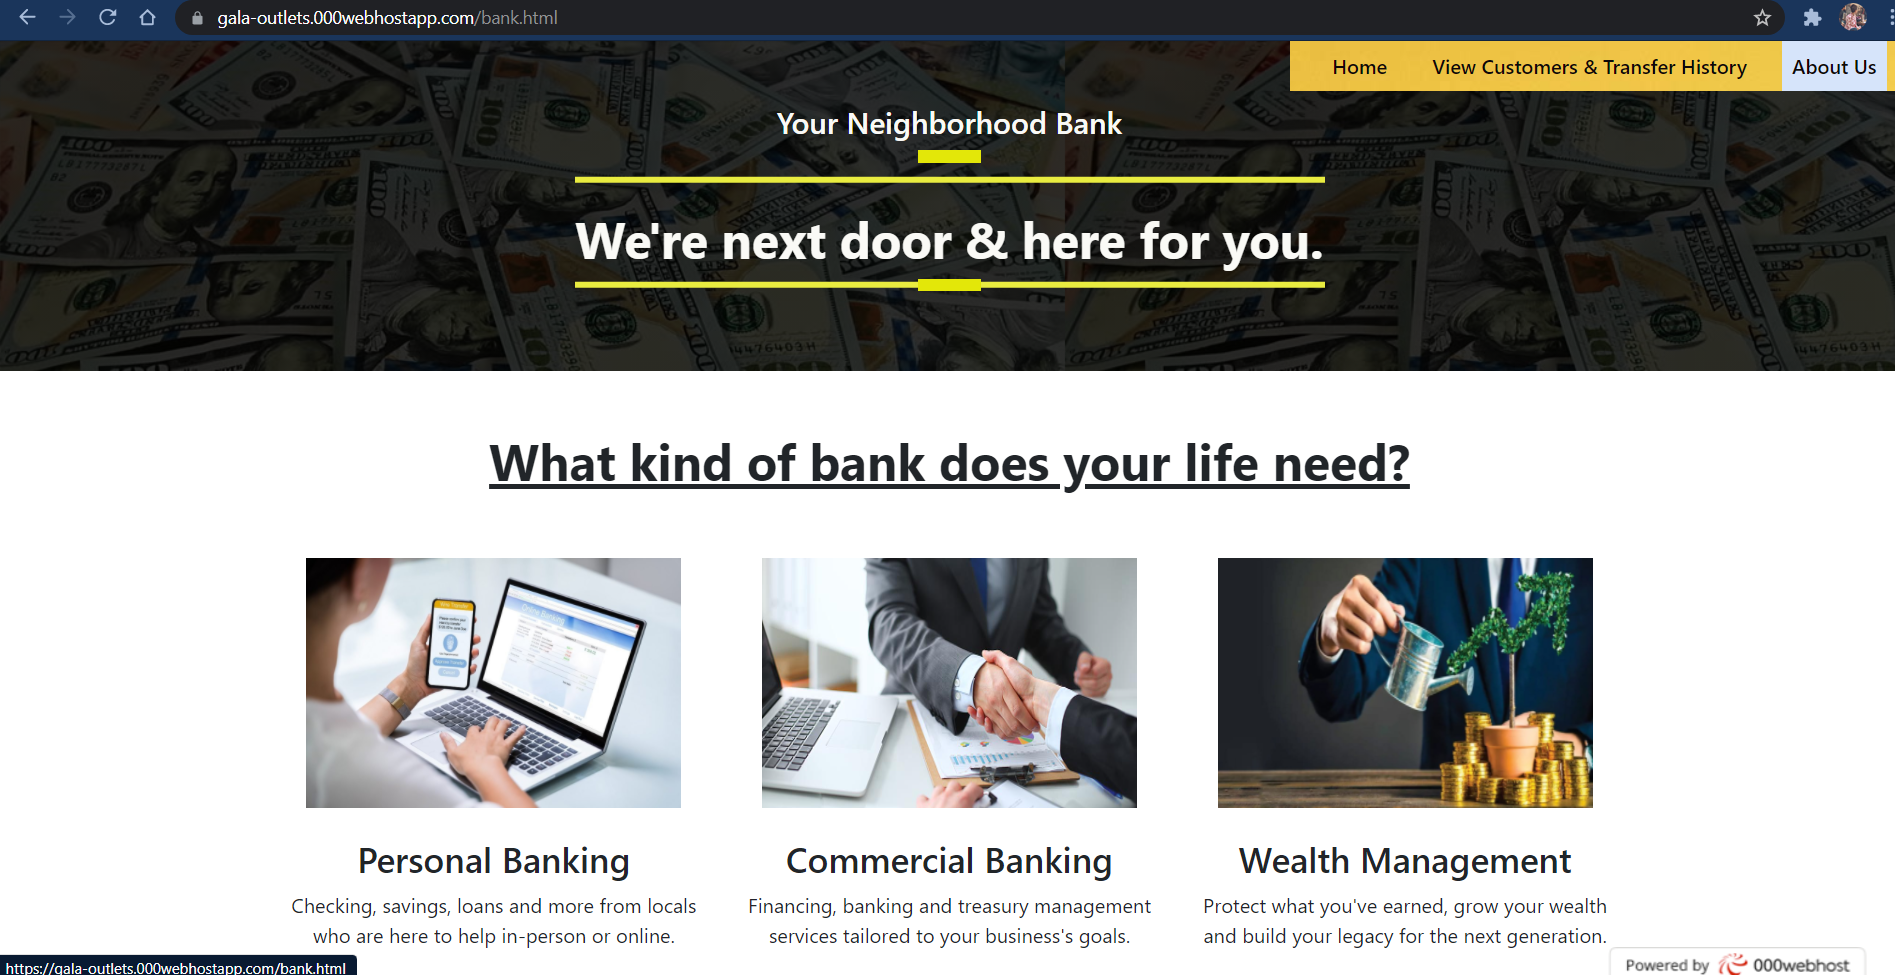 gala-outlets.000webhostapp.com/bank.html
Home View Customers & Transfer History About Us
Your Neighborhood Bank
We're next door & here for you.
What kind of bank does your life need?
Online Banking
Personal Banking Commercial Banking Wealth Management
Checking, savings, loans and more from locals
who are here to help in-person or online.
Financing, banking and treasury management
services tailored to your business's goals.
Protect what you've earned, grow your wealth
and build your legacy for the next generation.
https://gala-outlets.000webhostapp.com/bank.html
Powered by 000webhost